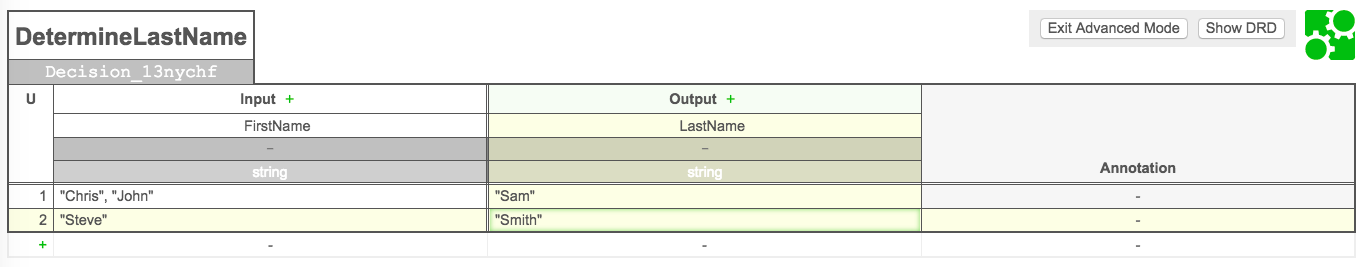 DetermineLastName
Exit Advanced Mode Show DRD
Decision_13nychf
U Input + Output +
FirstName LastName
– –
string string Annotation
1 "Chris", "John" "Sam" -
2 "Steve" "Smith" -
+ - - -